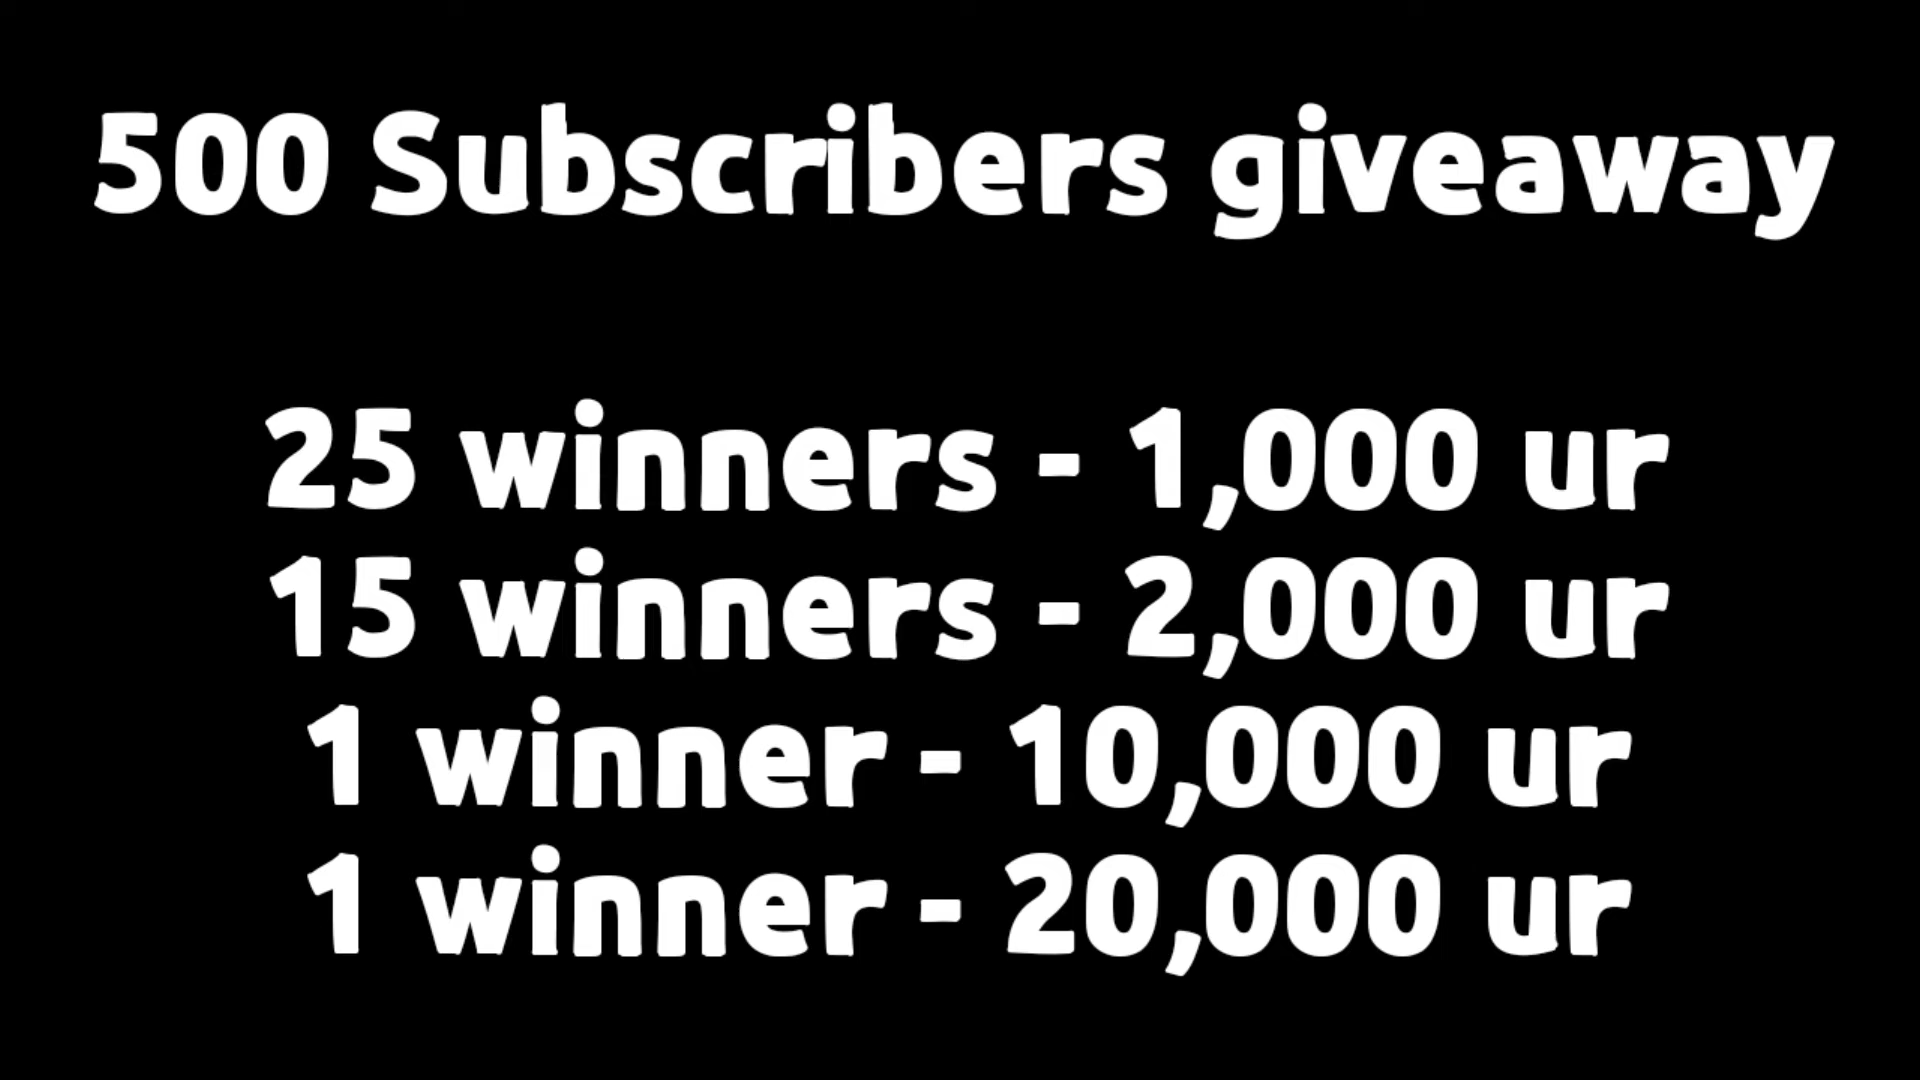 500 Subscribers giveaway
25 winners - 1,000 ur
15 winners - 2,000 ur
1 winner - 10,000 ur
1 winner - 20,000 ur